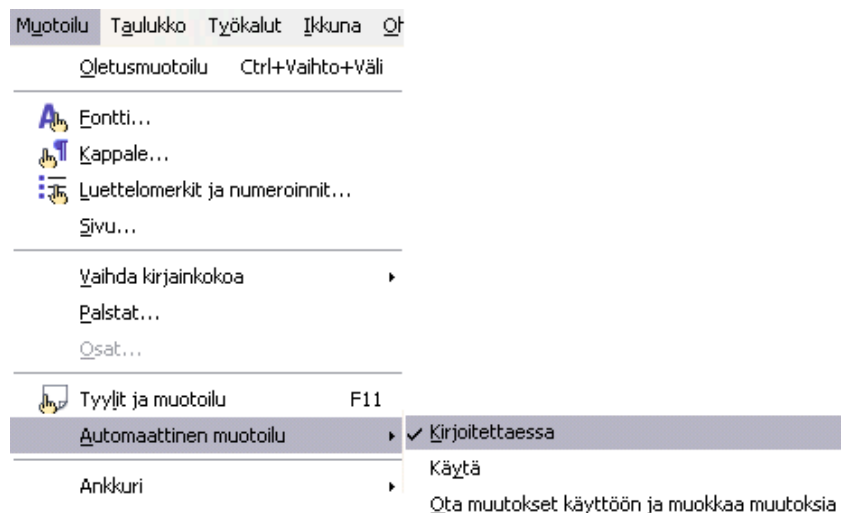 Muotoilu Taulukko Työkalut Ikkuna Oh
Oletusmuotoilu Ctrl+Vaihto+Väli
Fontti...
Kappale...
Luettelomerkit ja numeroinnit...
Sivu...
Vaihda kirjainkokoa
Palstat...
Osat...
Tyylit ja muotoilu F11
Automaattinen muotoilu
Kirjoitettaessa
Käytä
Ankkuri
Ota muutokset käyttöön ja muokkaa muutoksia